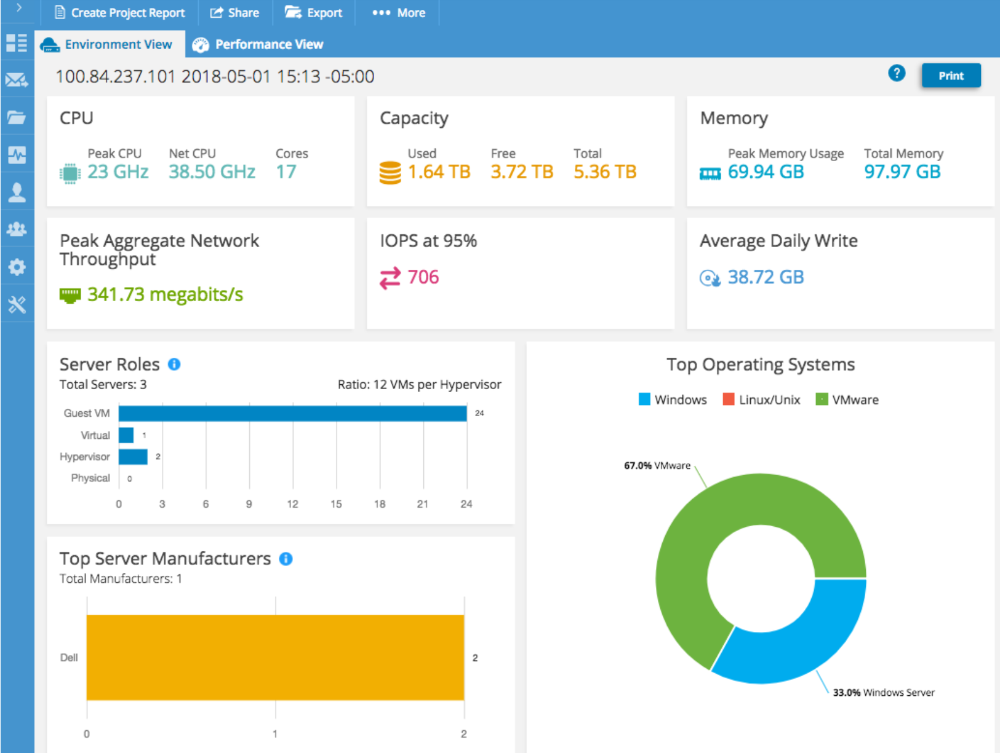 Create Project Report Share Export More
Environment View Performance View
100.84.237.101 2018-05-01 15:13 -05:00 ? Print
CPU
Peak CPU Net CPU Cores
23 GHz 38.50 GHz 17
Capacity
Used Free Total
1.64 TB 3.72 TB 5.36 TB
Memory
Peak Memory Usage Total Memory
69.94 GB 97.97 GB
Peak Aggregate Network
Throughput
341.73 megabits/s
IOPS at 95%
706
Average Daily Write
38.72 GB
Server Roles i
Total Servers: 3 Ratio: 12 VMs per Hypervisor
Guest VM 24
Virtual 1
Hypervisor 2
Physical 0
0 3 6 9 12 15 18 21 24
Top Server Manufacturers i
Total Manufacturers: 1
Dell 2
0 1 2
Top Operating Systems
Windows Linux/Unix VMware
67.0% VMware
33.0% Windows Server